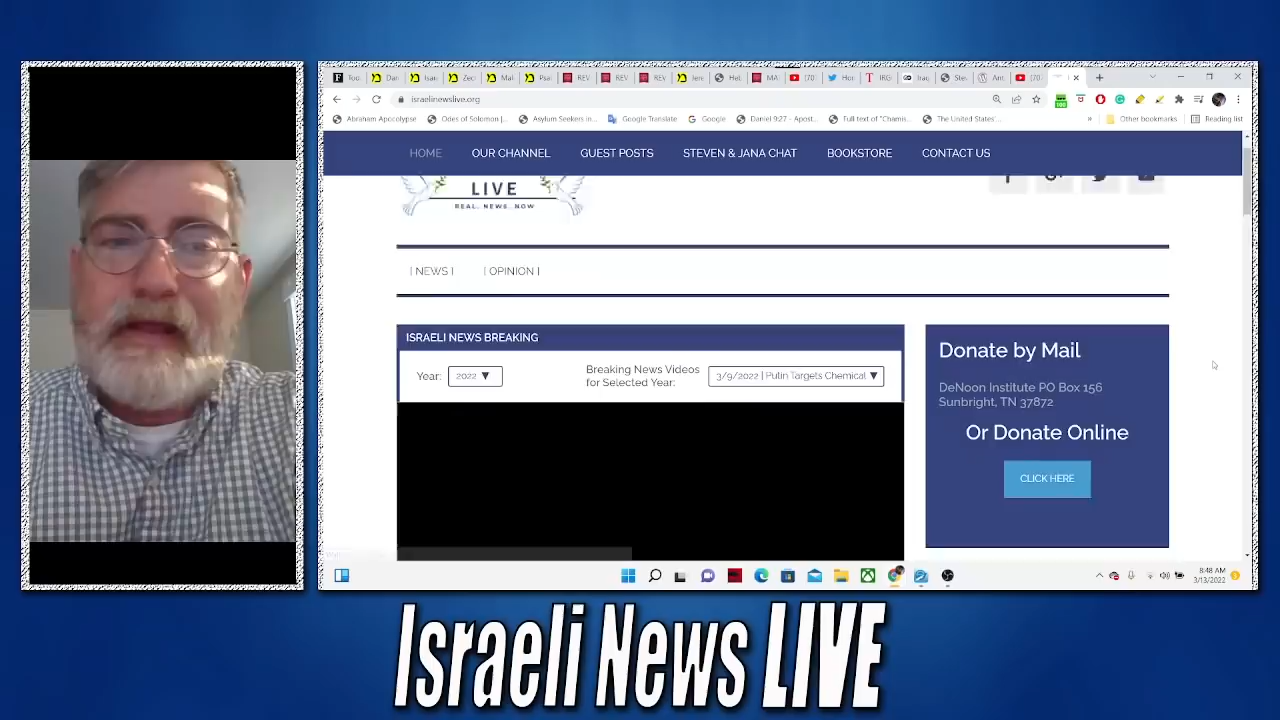 israelinewslive.org
Abraham Apocolypse
Odes of Solomon |...
Asylum Seekers in...
Google Translate
Google
Daniel 9:27 - Apost...
Full text of "Chamis...
The United States'...
»
Other bookmarks
Reading list
HOME
OUR CHANNEL
GUEST POSTS
STEVEN & JANA CHAT
BOOKSTORE
CONTACT US
LIVE
REAL. NEWS. NOW
| NEWS |
| OPINION |
ISRAELI NEWS BREAKING
Year:
2022
Breaking News Videos
for Selected Year:
3/9/2022 | Putin Targets Chemical
Donate by Mail
DeNoon Institute PO Box 156
Sunbright, TN 37872
Or Donate Online
CLICK HERE
8:48 AM
3/13/2022
Israeli News LIVE